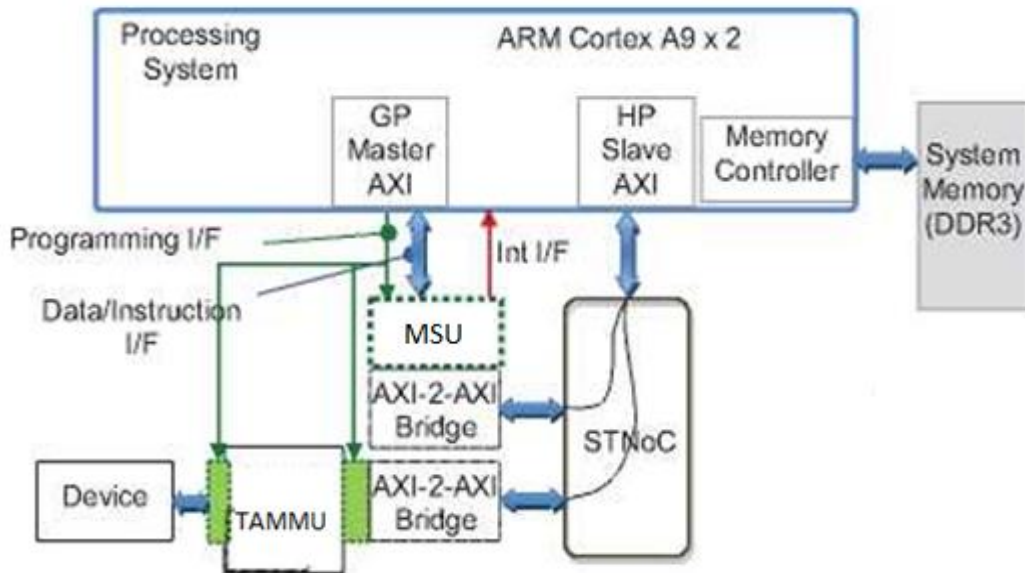 Processing
System
ARM Cortex A9 x 2
GP
Master
AXI
HP
Slave
AXI
Memory
Controller
System
Memory
(DDR3)
Programming I/F
Int I/F
Data/Instruction
I/F
MSU
AXI-2-AXI
Bridge
STNoC
Device
TAMMU
AXI-2-AXI
Bridge